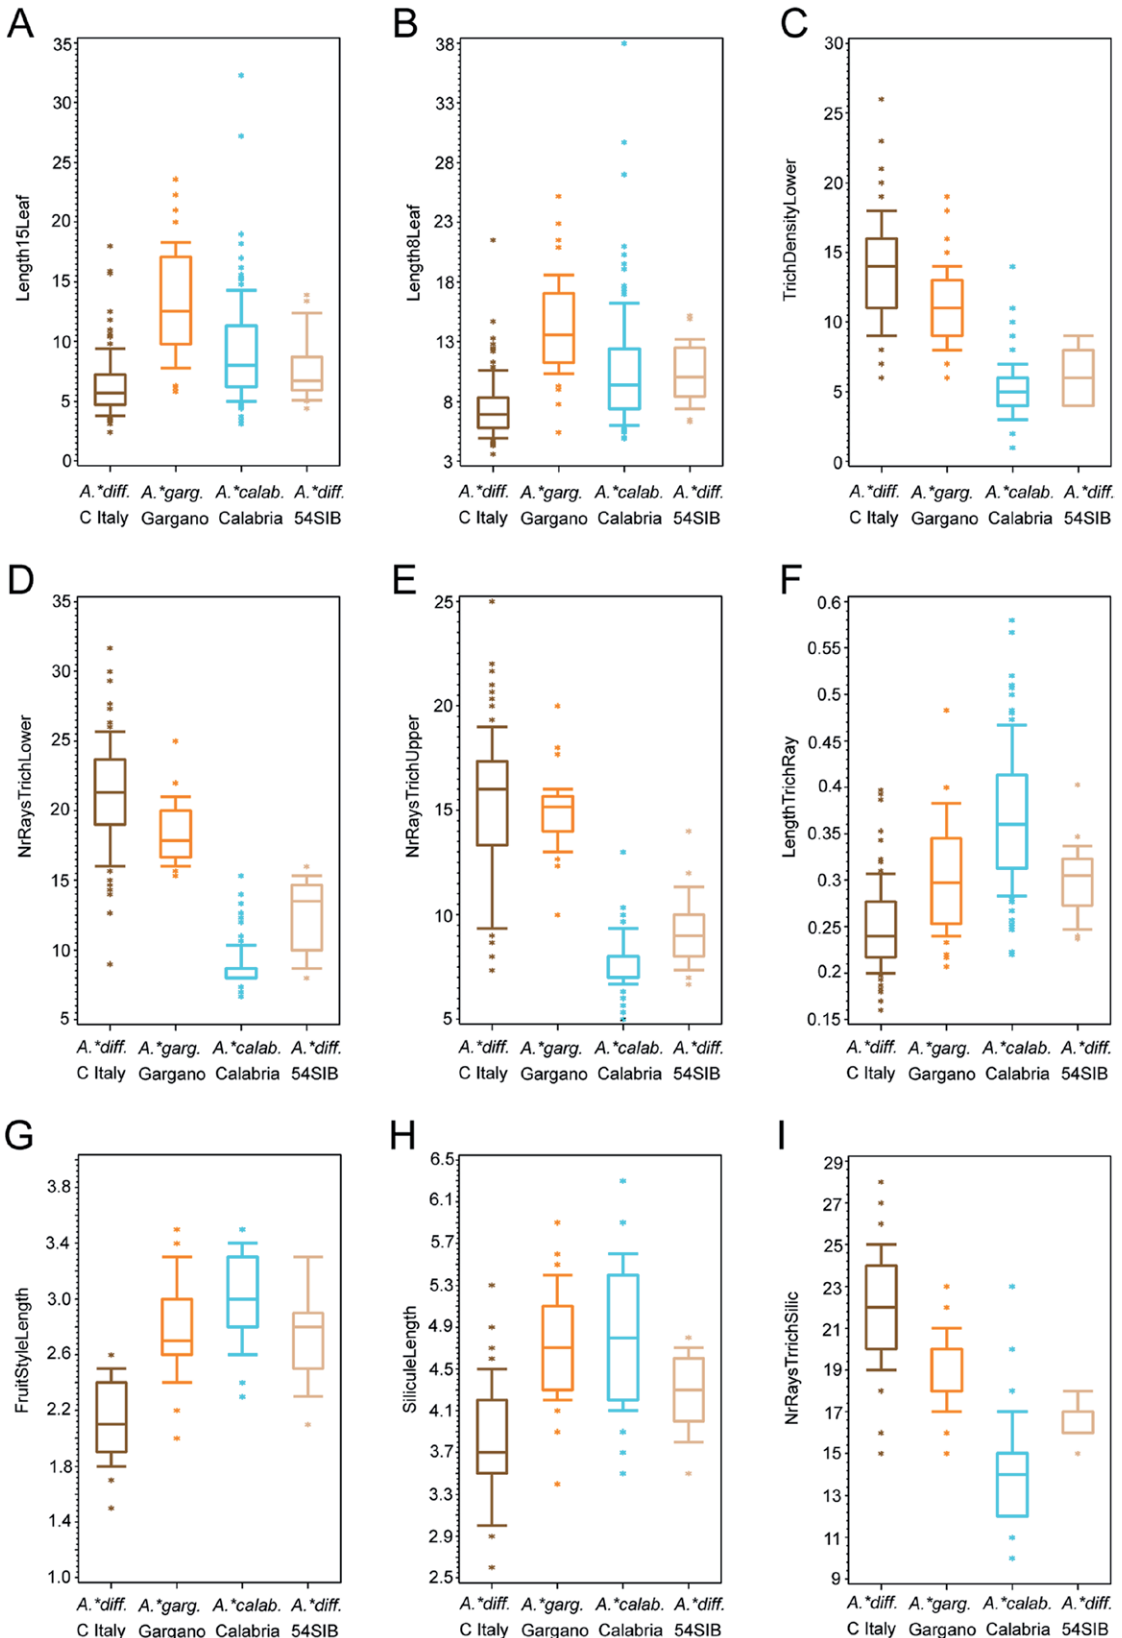 A
B
C
35
30
25
20
15
10
5
0
Length15Leaf
A.*diff. A.*garg. A.*calab. A.*diff.
C Italy Gargano Calabria 54SIB
38
33
28
23
18
13
8
3
Length8Leaf
A.*diff. A.*garg. A.*calab. A.*diff.
C Italy Gargano Calabria 54SIB
30
25
20
15
10
5
0
TrichDensityLower
A.*diff. A.*garg. A.*calab. A.*diff.
C Italy Gargano Calabria 54SIB
D
E
F
35
30
25
20
15
10
5
NrRaysTrichLower
A.*diff. A.*garg. A.*calab. A.*diff.
C Italy Gargano Calabria 54SIB
25
20
15
10
5
NrRaysTrichUpper
A.*diff. A.*garg. A.*calab. A.*diff.
C Italy Gargano Calabria 54SIB
0.6
0.55
0.5
0.45
0.4
0.35
0.3
0.25
0.2
0.15
LengthTrichRay
A.*diff. A.*garg. A.*calab. A.*diff.
C Italy Gargano Calabria 54SIB
G
H
I
3.8
3.4
3.0
2.6
2.2
1.8
1.4
1.0
FruitStyleLength
A.*diff. A.*garg. A.*calab. A.*diff.
C Italy Gargano Calabria 54SIB
6.5
6.1
5.7
5.3
4.9
4.5
4.1
3.7
3.3
2.9
2.5
SiliculeLength
A.*diff. A.*garg. A.*calab. A.*diff.
C Italy Gargano Calabria 54SIB
29
27
25
23
21
19
17
15
13
11
9
NrRaysTrrichSilic
A.*diff. A.*garg. A.*calab. A.*diff.
C Italy Gargano Calabria 54SIB